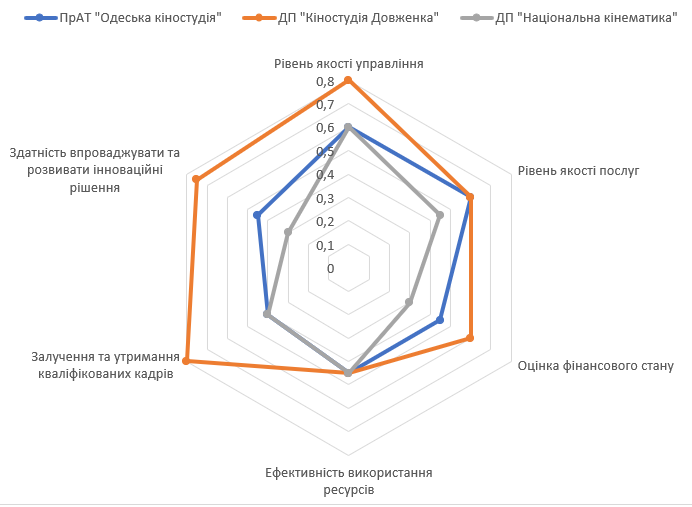 ПрАТ "Одеська кіностудія"
ДП "Кіностудія Довженка"
ДП "Національна кінематика"
Рівень якості управління
0,8
0,7
0,6
0,5
0,4
0,3
0,2
0,1
0
Рівень якості послуг
Оцінка фінансового стану
Ефективність використання
ресурсів
Залучення та утримання
кваліфікованих кадрів
Здатність впроваджувати та
розвивати інноваційні
рішення